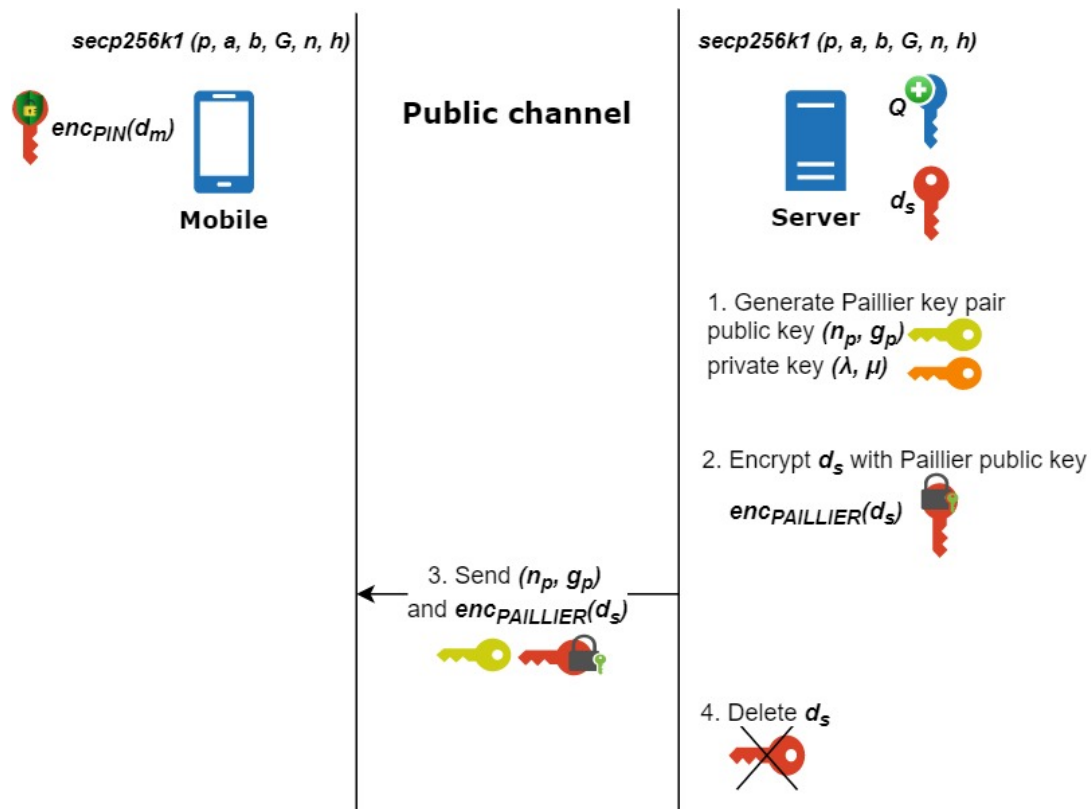 secp256k1 (p, a, b, G, n, h)
secp256k1 (p, a, b, G, n, h)
encPIN(dm)
Mobile
Public channel
Q
ds
Server
1. Generate Paillier key pair
public key (np, gp)
private key (λ, μ)
2. Encrypt ds with Paillier public key
encPAILLIER(ds)
3. Send (np, gp)
and encPAILLIER(ds)
4. Delete ds